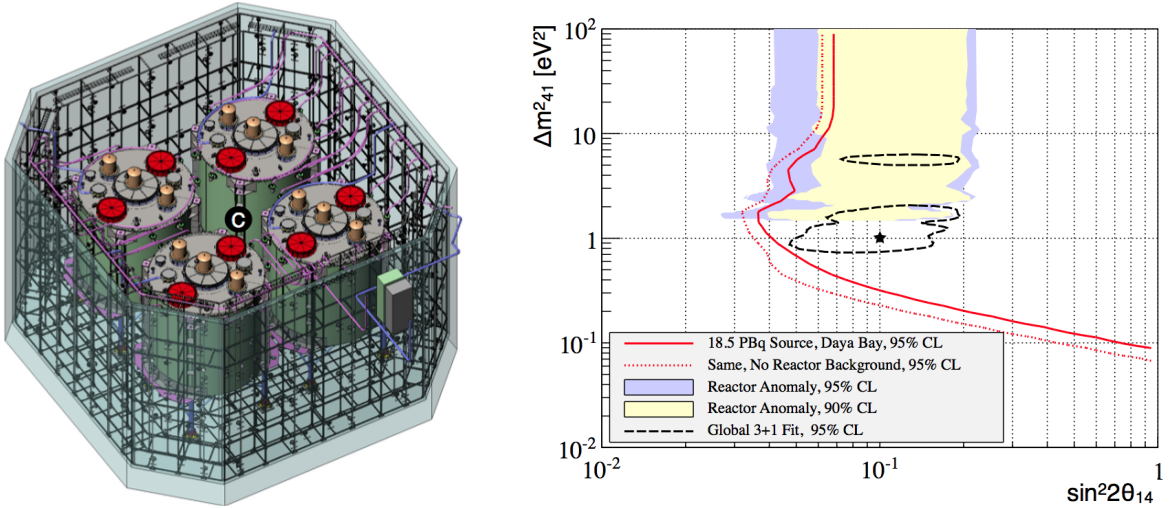 C
Δm²₄₁ [eV²]
10²
10
1
10⁻¹
10⁻²
18.5 PBq Source, Daya Bay, 95% CL
Same, No Reactor Background, 95% CL
Reactor Anomaly, 95% CL
Reactor Anomaly, 90% CL
Global 3+1 Fit, 95% CL
10⁻²
10⁻¹
1
sin²2θ₁₄